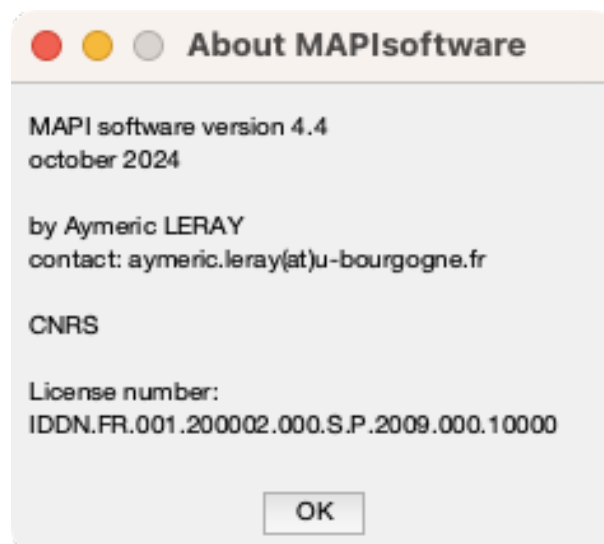 About MAPIsoftware
MAPI software version 4.4
october 2024
by Aymeric LERAY
contact: aymeric.leray(at)u-bourgogne.fr
CNRS
License number:
IDDN.FR.001.200002.000.S.P.2009.000.10000
OK